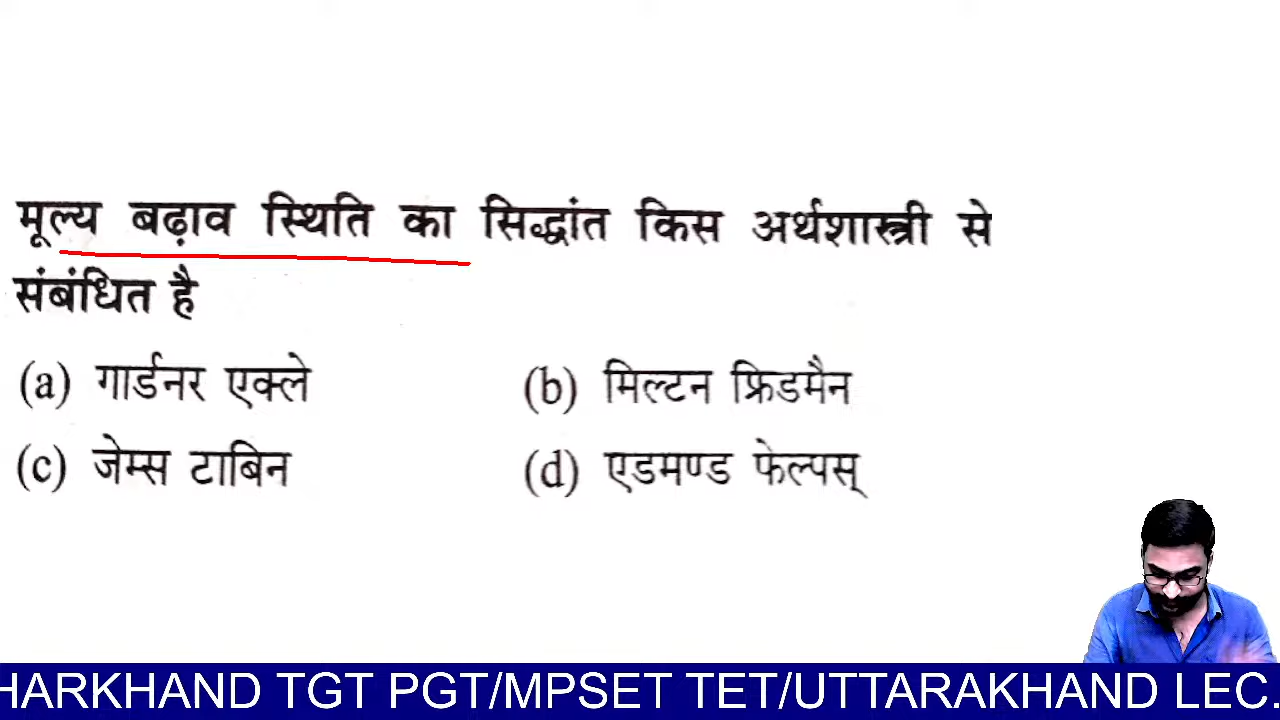 मूल्य बढ़ाव स्थिति का सिद्धांत किस अर्थशास्त्री से
संबंधित है
(a) गार्डनर एक्ले (b) मिल्टन फ्रिडमैन
(c) जेम्स टाबिन (d) एडमण्ड फेल्पस्
HARKHAND TGT PGT/MPSET TET/UTTARAKHAND LEC.